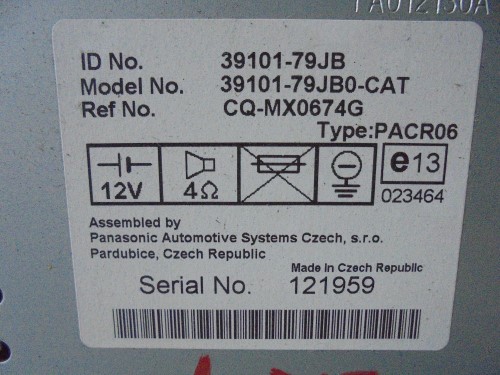 ID No. 39101-79JB
Model No. 39101-79JB0-CAT
Ref No. CQ-MX0674G
Type:PACR06
12V 4Ω e13
023464
Assembled by
Panasonic Automotive Systems Czech, s.r.o.
Pardubice, Czech Republic
Made in Czech Republic
Serial No. 121959